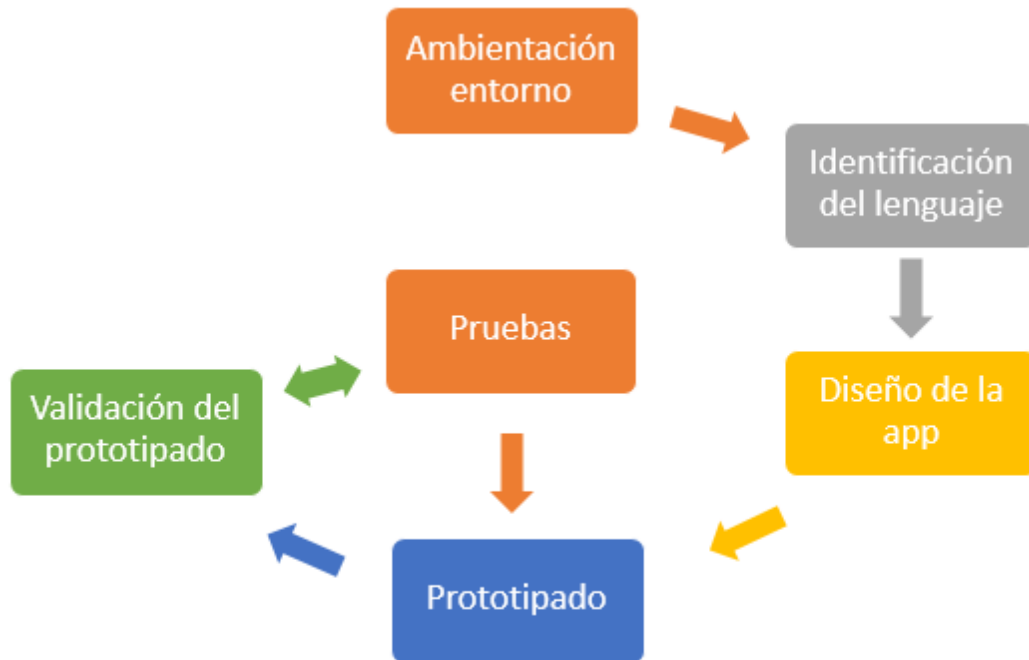 Ambientación
entorno
Identificación
del lenguaje
Pruebas
Diseño de la
app
Validación del
prototipado
Prototipado